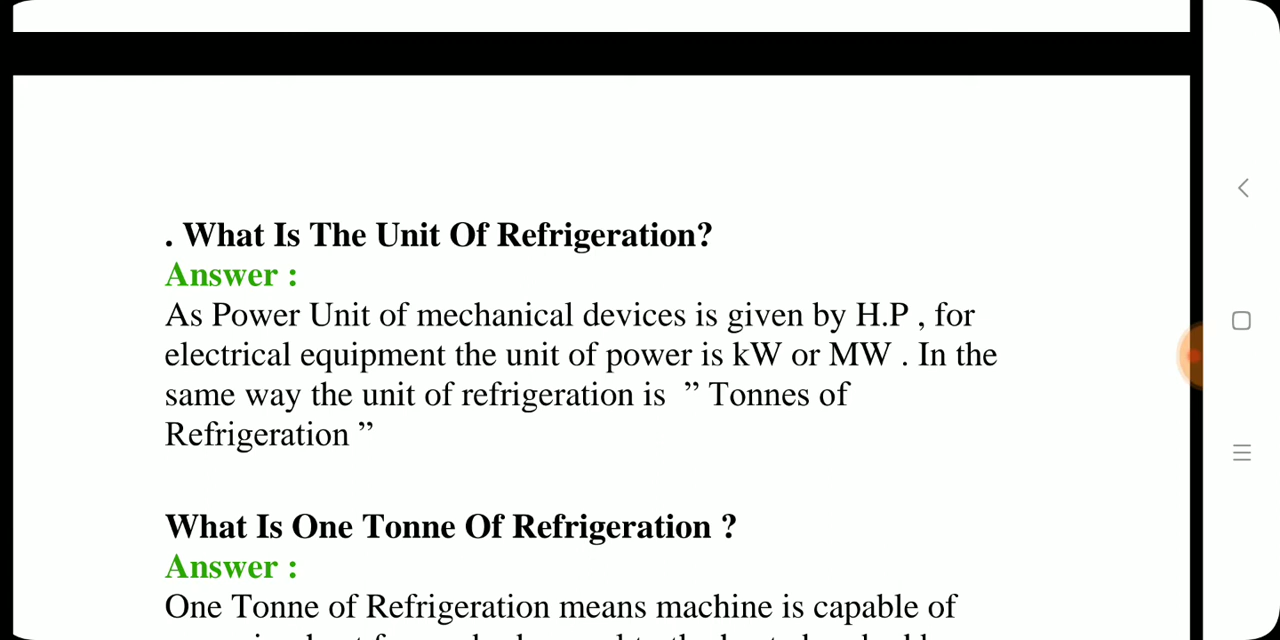 . What Is The Unit Of Refrigeration?
Answer :
As Power Unit of mechanical devices is given by H.P , for
electrical equipment the unit of power is kW or MW . In the
same way the unit of refrigeration is  ” Tonnes of
Refrigeration ”
What Is One Tonne Of Refrigeration ?
Answer :
One Tonne of Refrigeration means machine is capable of